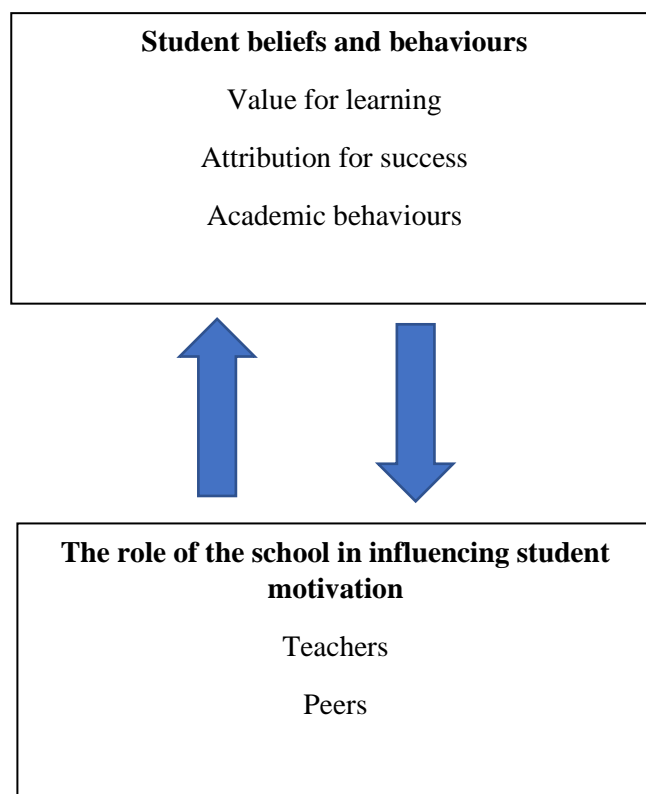 Student beliefs and behaviours
Value for learning
Attribution for success
Academic behaviours
The role of the school in influencing student
motivation
Teachers
Peers